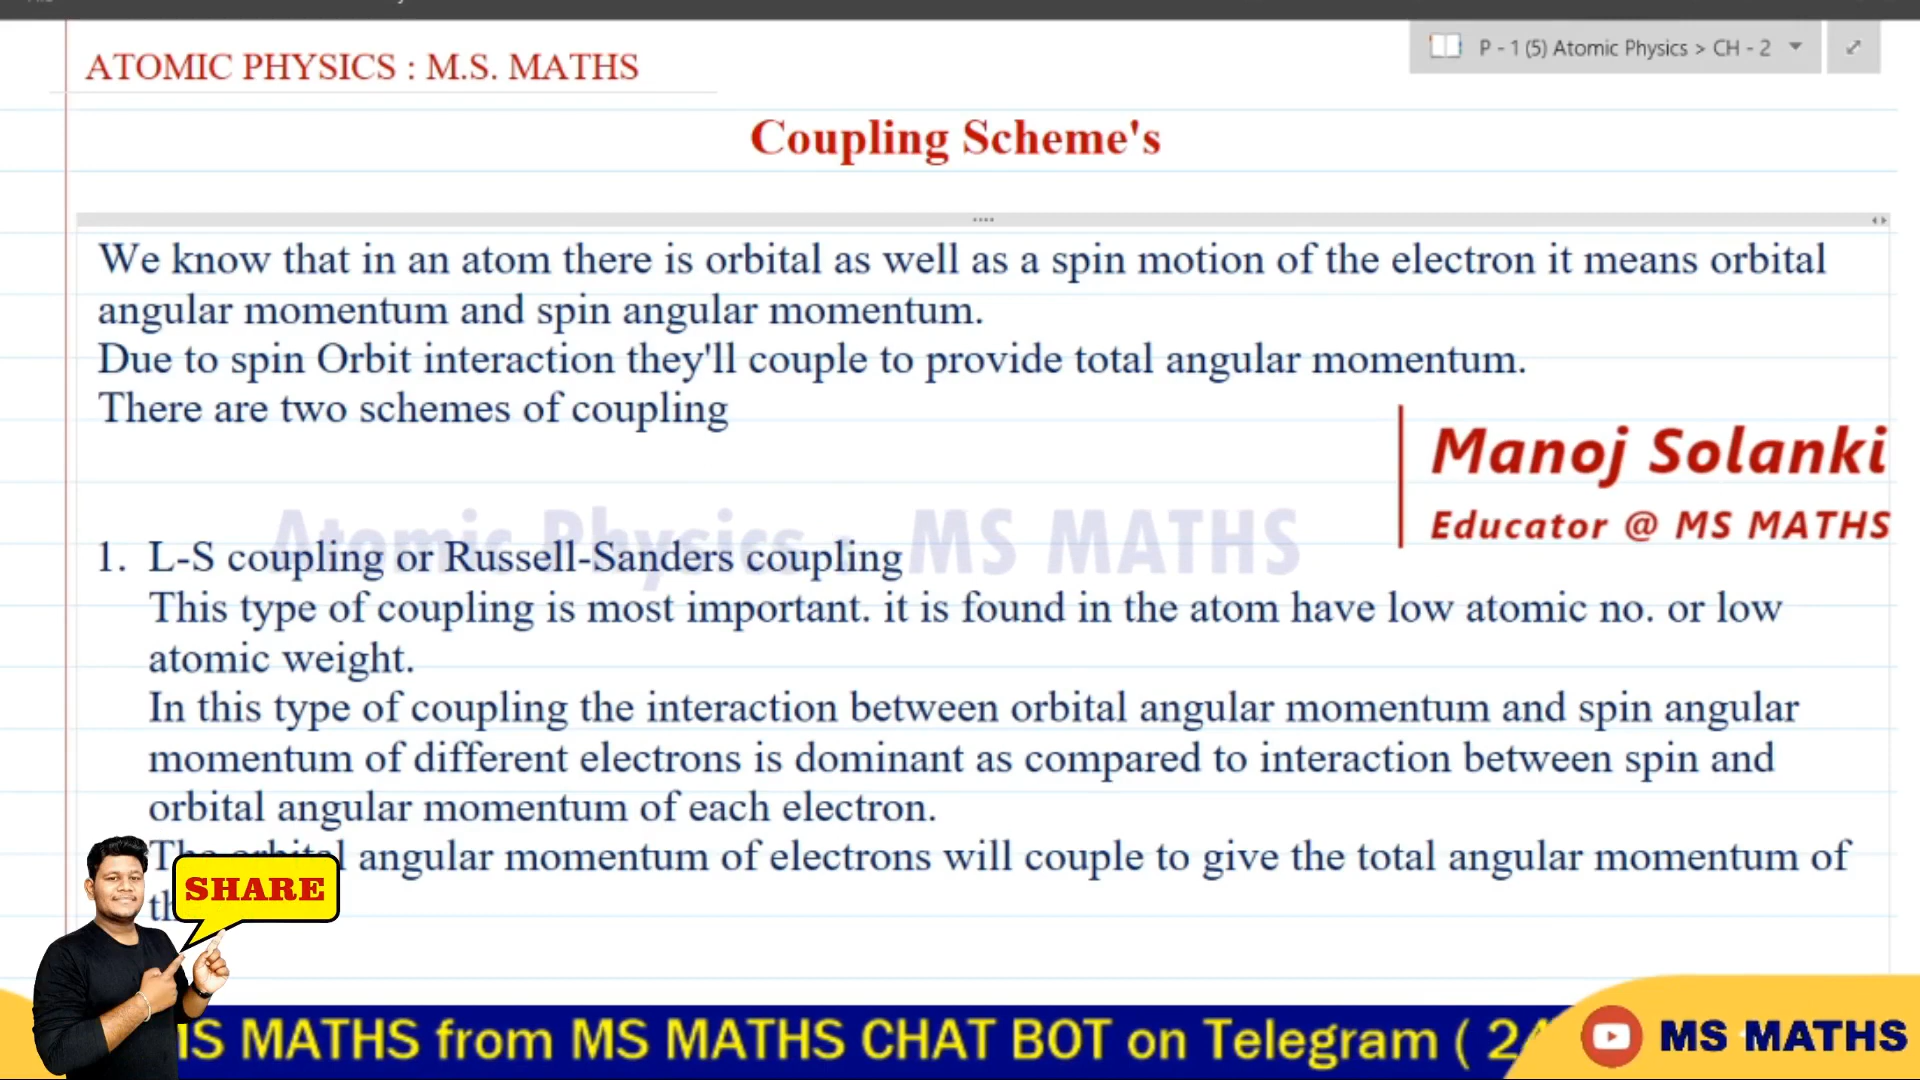 ATOMIC PHYSICS : M.S. MATHS
P - 1 (5) Atomic Physics > CH - 2
Coupling Scheme's
We know that in an atom there is orbital as well as a spin motion of the electron it means orbital
angular momentum and spin angular momentum.
Due to spin Orbit interaction they'll couple to provide total angular momentum.
There are two schemes of coupling
Manoj Solanki
Educator @ MS MATHS
Atomic Physics : MS MATHS
1. L-S coupling or Russell-Sanders coupling
This type of coupling is most important. it is found in the atom have low atomic no. or low
atomic weight.
In this type of coupling the interaction between orbital angular momentum and spin angular
momentum of different electrons is dominant as compared to interaction between spin and
orbital angular momentum of each electron.
The orbital angular momentum of electrons will couple to give the total angular momentum of
SHARE
MS MATHS from MS MATHS CHAT BOT on Telegram ( 24
MS MATHS